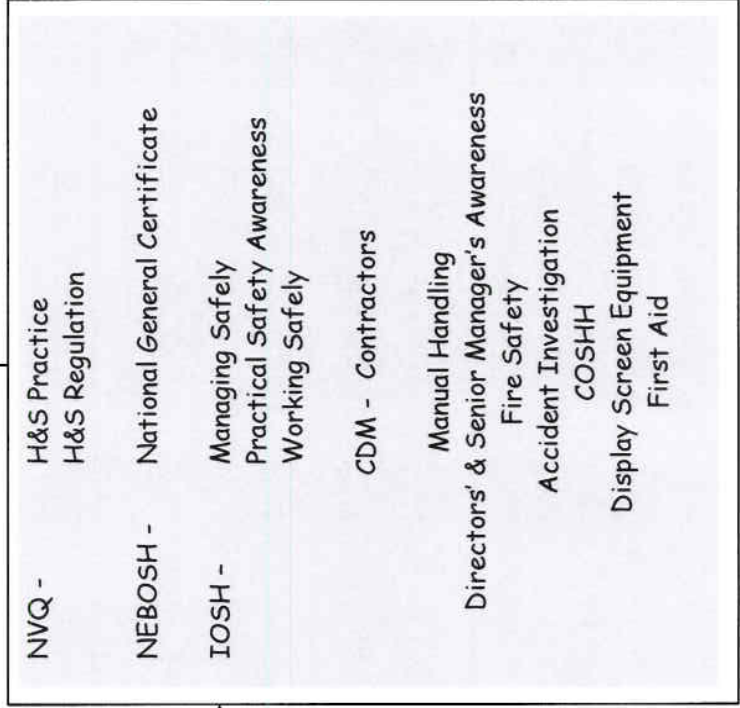 NVQ - H&S Practice
H&S Regulation
NEBOSH - National General Certificate
IOSH - Managing Safely
Practical Safety Awareness
Working Safely
CDM - Contractors
Manual Handling
Directors' & Senior Manager's Awareness
Fire Safety
Accident Investigation
COSHH
Display Screen Equipment
First Aid